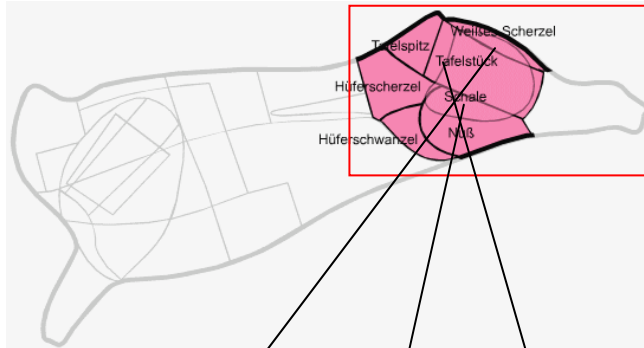 Weißes Scherzel
Tafelspitz
Tafelstück
Hüferscherzel
Schale
Nuß
Hüferschwanzel